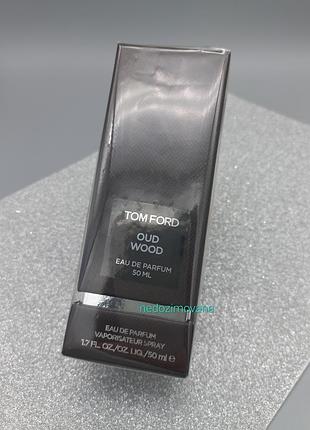 TOM FORD
OUD
WOOD
EAU DE PARFUM
50 ML
nedozimovana
EAU DE PARFUM
VAPORISATEUR SPRAY
1.7 FL. OZ./OZ. LIQ./50 ml ℮